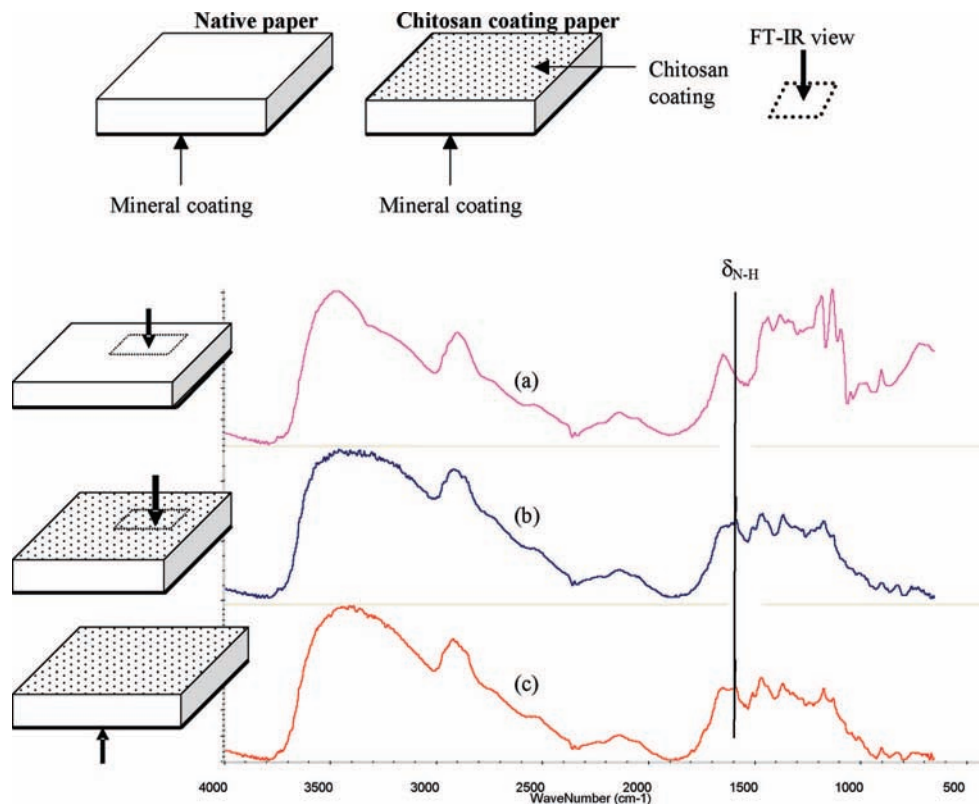 Native paper
Chitosan coating paper
FT-IR view
Chitosan
coating
Mineral coating
Mineral coating
δN-H
(a)
(b)
(c)
4000 3500 3000 2500 2000 1500 1000 500
WaveNumber (cm-1)